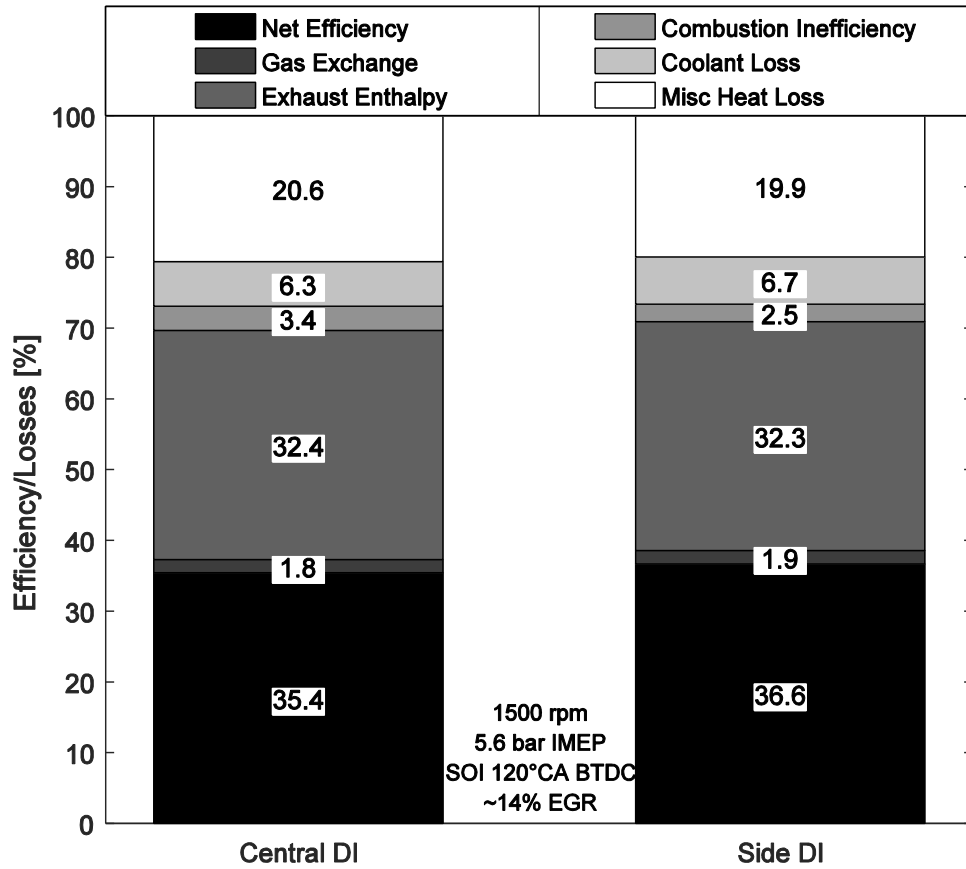 Net Efficiency
Gas Exchange
Exhaust Enthalpy
Combustion Inefficiency
Coolant Loss
Misc Heat Loss
Efficiency/Losses [%]
100
90
80
70
60
50
40
30
20
10
0
20.6
6.3
3.4
32.4
1.8
35.4
1500 rpm
5.6 bar IMEP
SOI 120°CA BTDC
~14% EGR
19.9
6.7
2.5
32.3
1.9
36.6
Central DI
Side DI